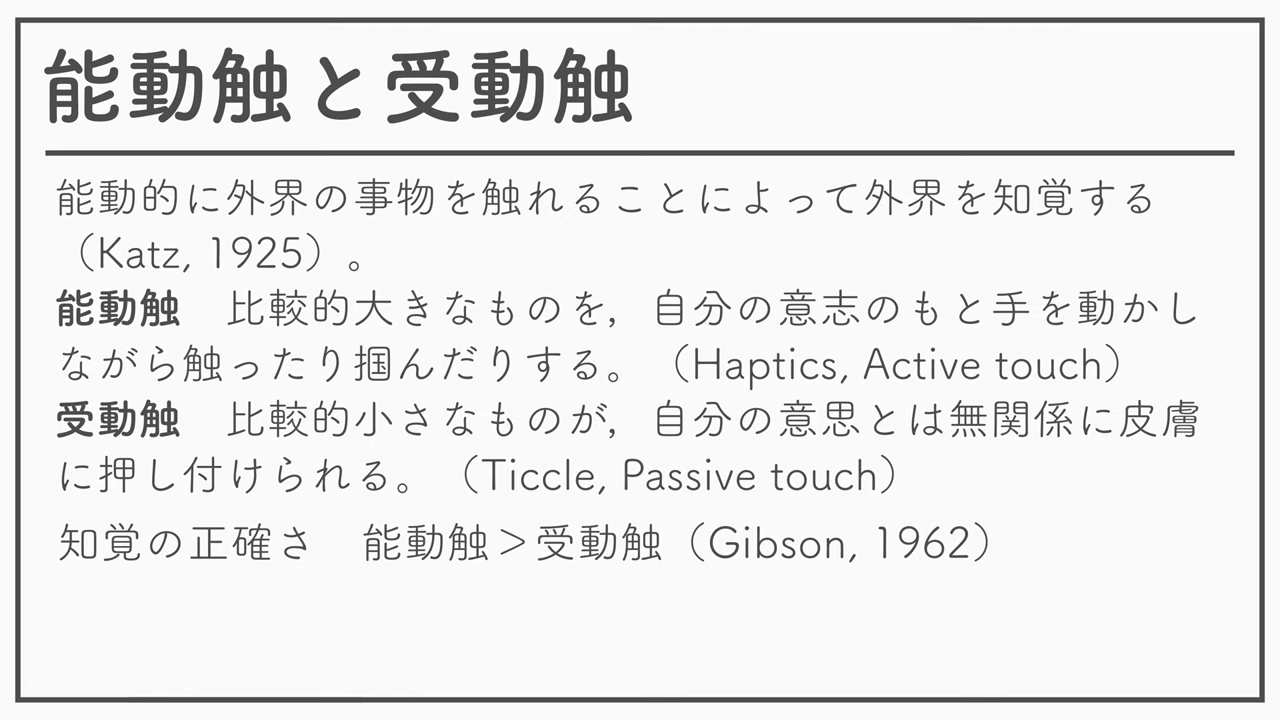 能動触と受動触
能動的に外界の事物を触れることによって外界を知覚する
（Katz, 1925）。
能動触　比較的大きなものを，自分の意志のもと手を動かし
ながら触ったり掴んだりする。（Haptics, Active touch）
受動触　比較的小さなものが，自分の意思とは無関係に皮膚
に押し付けられる。（Ticcle, Passive touch）
知覚の正確さ　能動触＞受動触（Gibson, 1962）